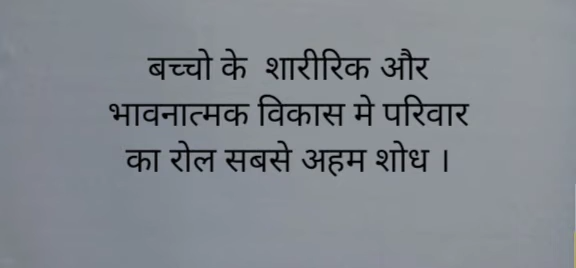 बच्चो के शारीरिक और
भावनात्मक विकास मे परिवार
का रोल सबसे अहम शोध ।